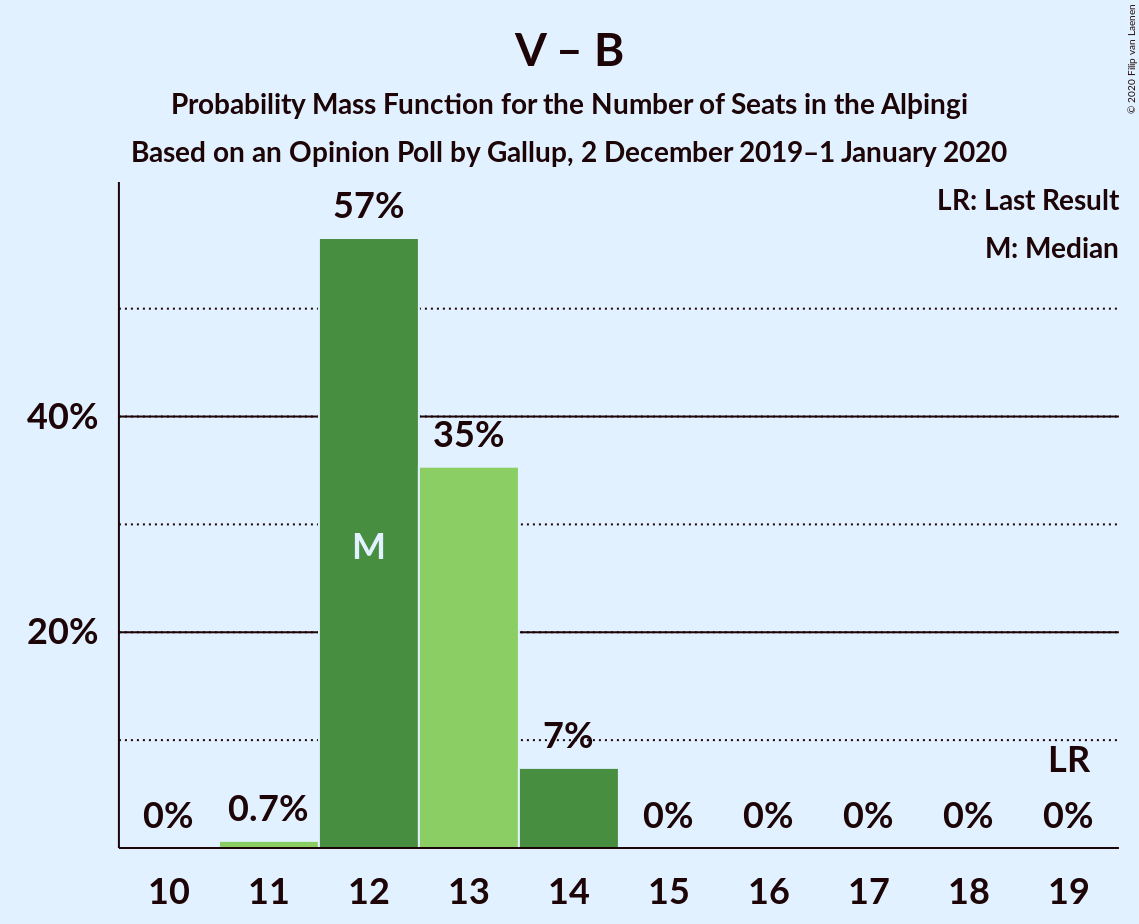 V – B
Probability Mass Function for the Number of Seats in the Alþingi
Based on an Opinion Poll by Gallup, 2 December 2019–1 January 2020
© 2020 Filip van Laenen
LR: Last Result
M: Median
57%
40%
35%
M
20%
7%
LR
0% 0.7% 0% 0% 0% 0% 0%
10 11 12 13 14 15 16 17 18 19